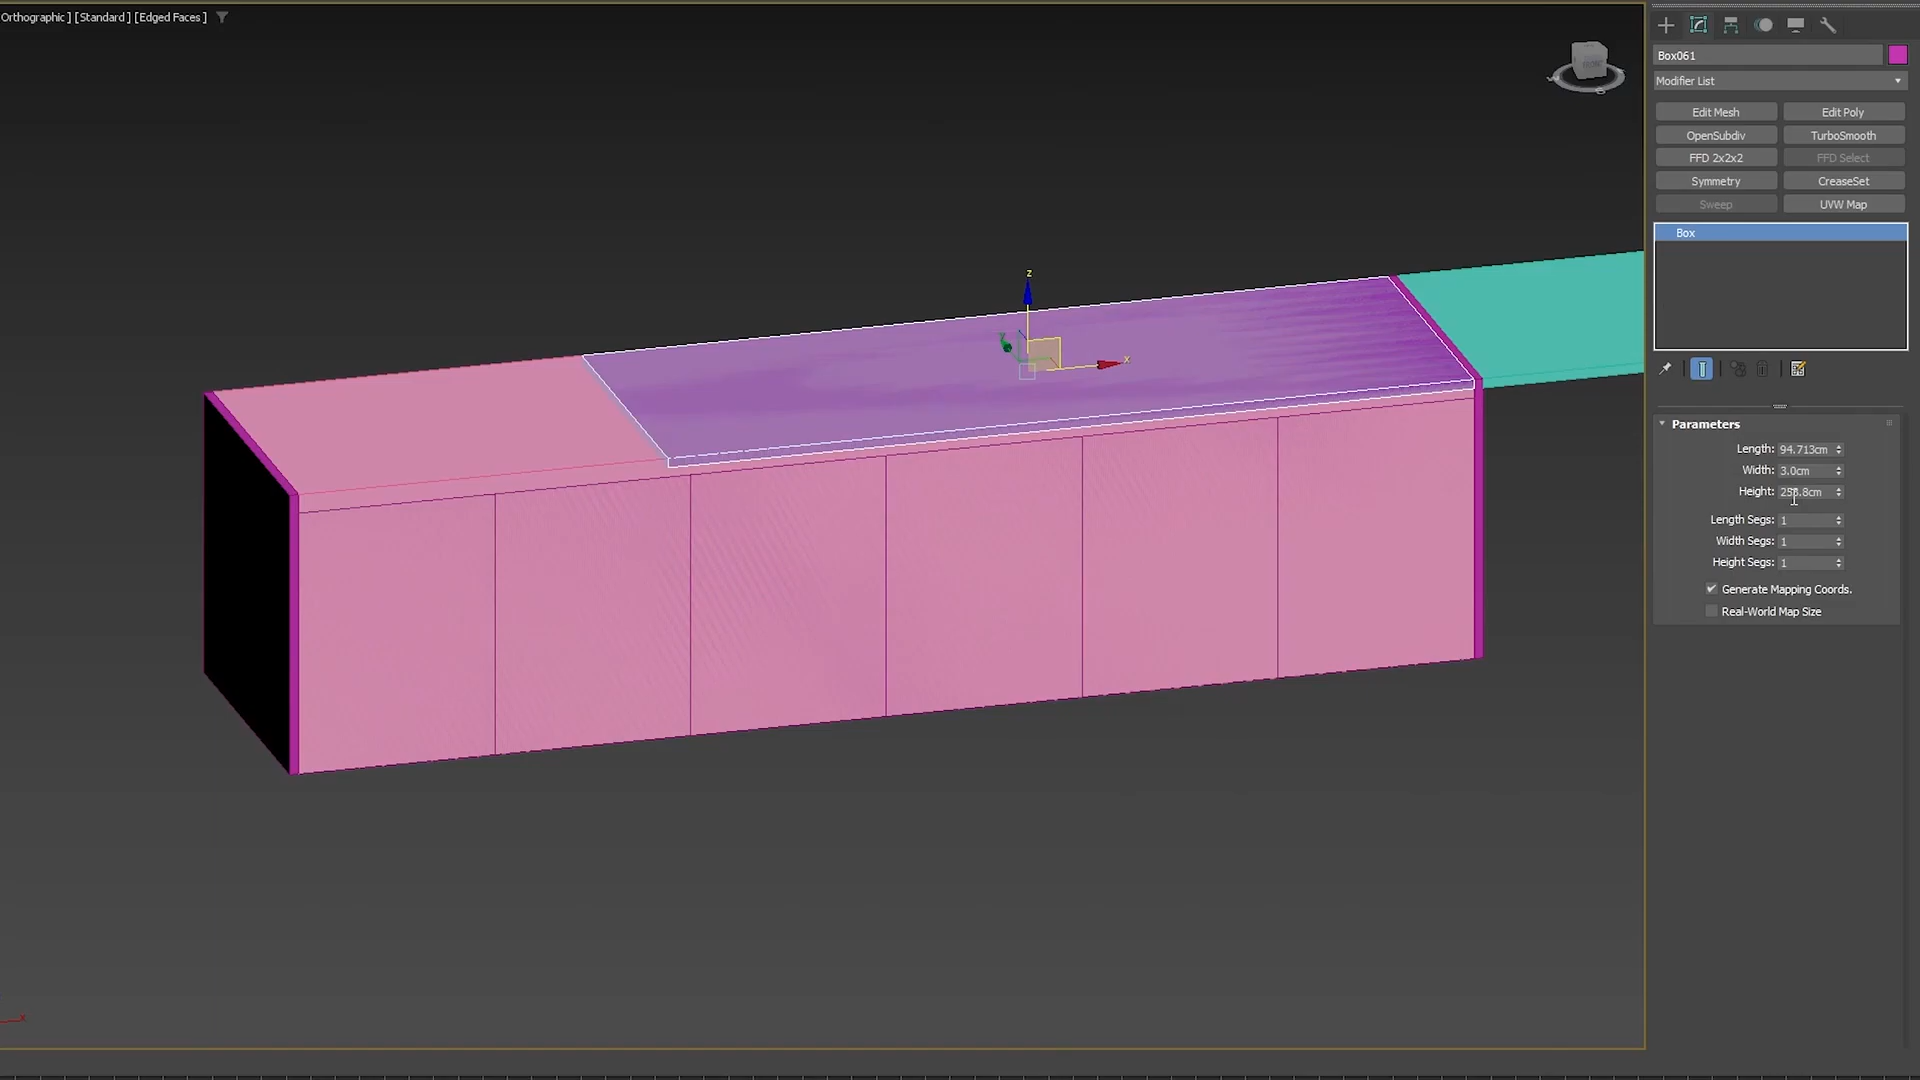 Orthographic ] [Standard ] [Edged Faces ]
Box061
Modifier List
Edit Mesh
Edit Poly
OpenSubdiv
TurboSmooth
FFD 2x2x2
FFD Select
Symmetry
CreaseSet
Sweep
UVW Map
Box
z
x
Parameters
Length: 94.713cm
Width: 3.0cm
Height:
Length Segs: 1
Width Segs: 1
Height Segs: 1
Generate Mapping Coords.
Real-World Map Size
x